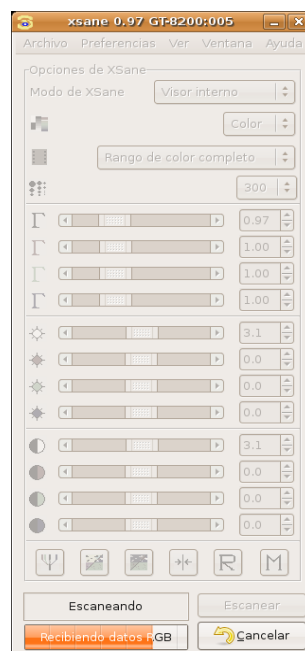 xsane 0.97 GT-8200:005
Archivo Preferencias Ver Ventana Ayuda
Opciones de XSane
Modo de XSane Visor interno
Color
Rango de color completo
300
0.97
1.00
1.00
1.00
3.1
0.0
0.0
0.0
3.1
0.0
0.0
0.0
R M
Escaneando Escanear
Recibiendo datos RGB Cancelar